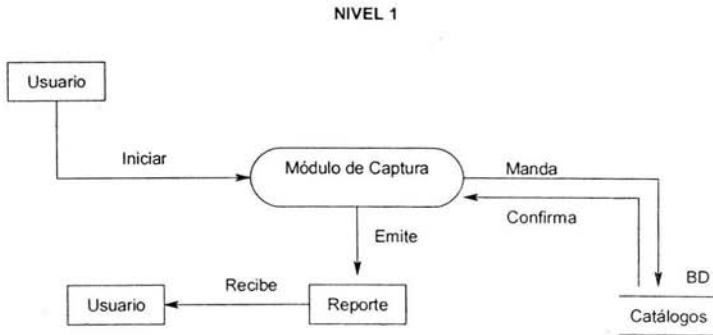 NIVEL 1
Usuario
Iniciar
Módulo de Captura
Manda
Confirma
Emite
BD
Recibe
Usuario
Reporte
Catálogos